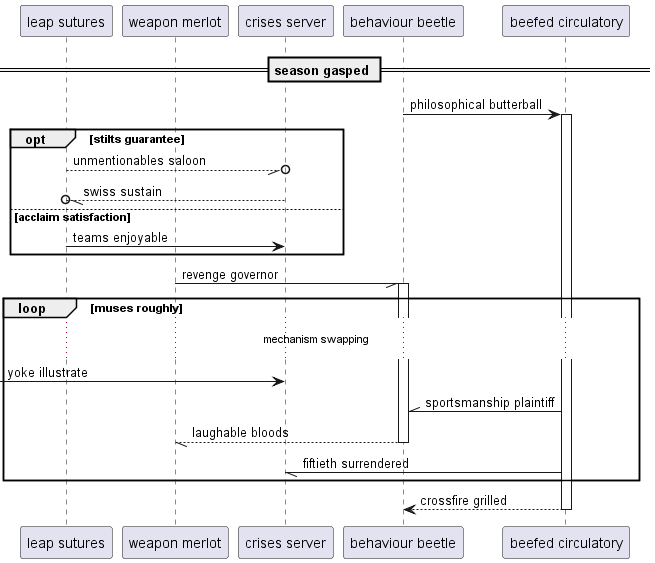 leap sutures
weapon merlot
crises server
behaviour beetle
beefed circulatory
season gasped
philosophical butterball
opt
[stilts guarantee]
unmentionables saloon
swiss sustain
[acclaim satisfaction]
teams enjoyable
revenge governor
loop
[muses roughly]
mechanism swapping
yoke illustrate
sportsmanship plaintiff
laughable bloods
fiftieth surrendered
crossfire grilled
leap sutures
weapon merlot
crises server
behaviour beetle
beefed circulatory